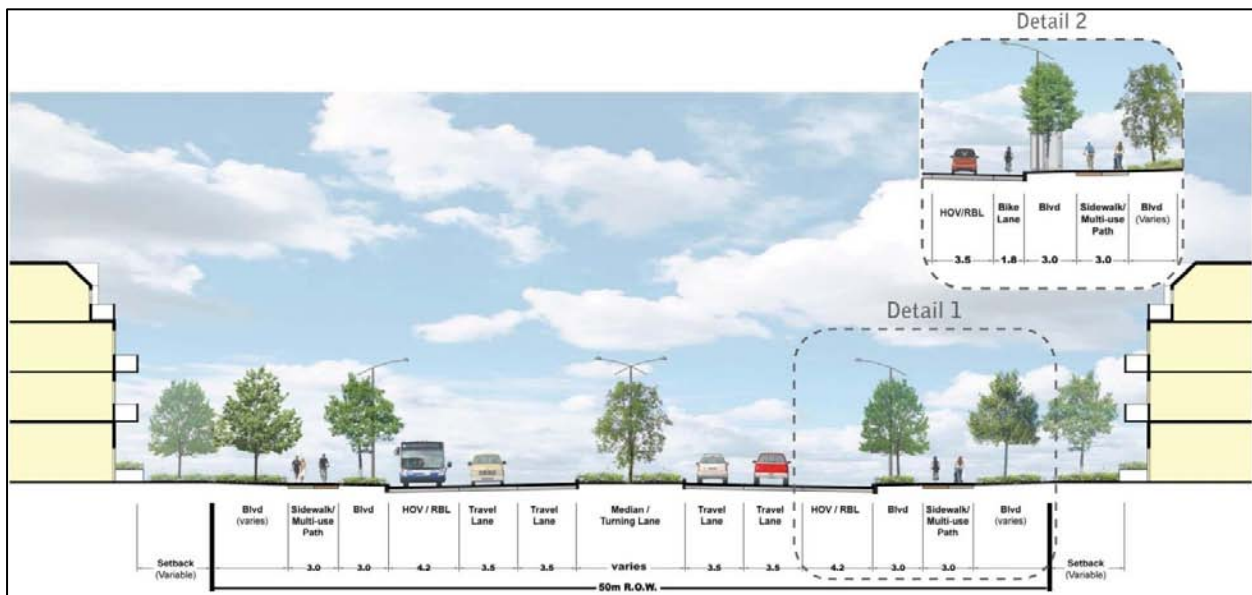 Detail 2
HOV/RBL
Bike
Lane
Blvd
Sidewalk/
Multi-use
Path
Blvd
(Varies)
3.5
1.8
3.0
3.0
Detail 1
Blvd
(varies)
Sidewalk/
Multi-use
Path
Blvd
HOV / RBL
Travel
Lane
Travel
Lane
Median /
Turning Lane
Travel
Lane
Travel
Lane
HOV / RBL
Blvd
Sidewalk/
Multi-use
Path
Blvd
(varies)
Setback
(Variable)
3.0
3.0
4.2
3.5
3.5
varies
3.5
3.5
4.2
3.0
3.0
Setback
(Variable)
50m R.O.W.